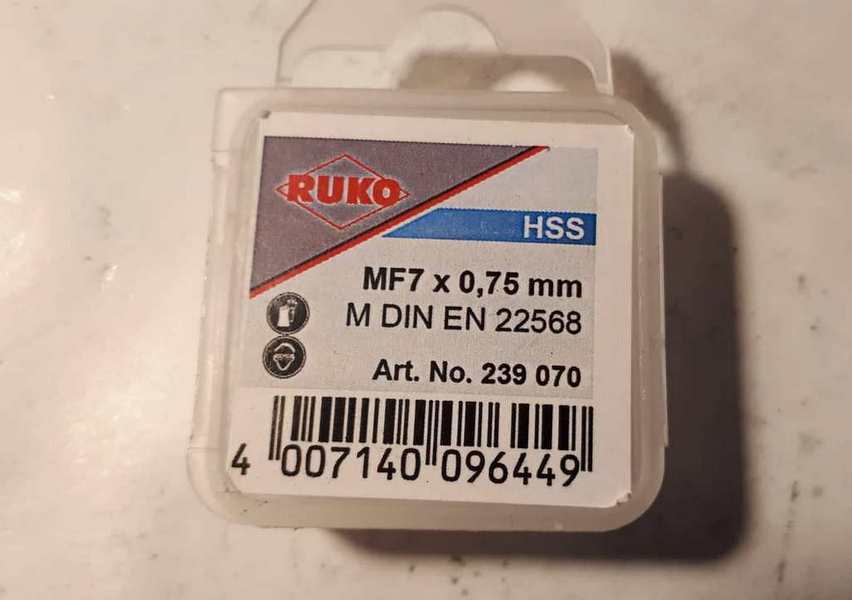 RUKO
HSS
MF7 x 0,75 mm
M DIN EN 22568
Art. No. 239 070
4 007140 096449